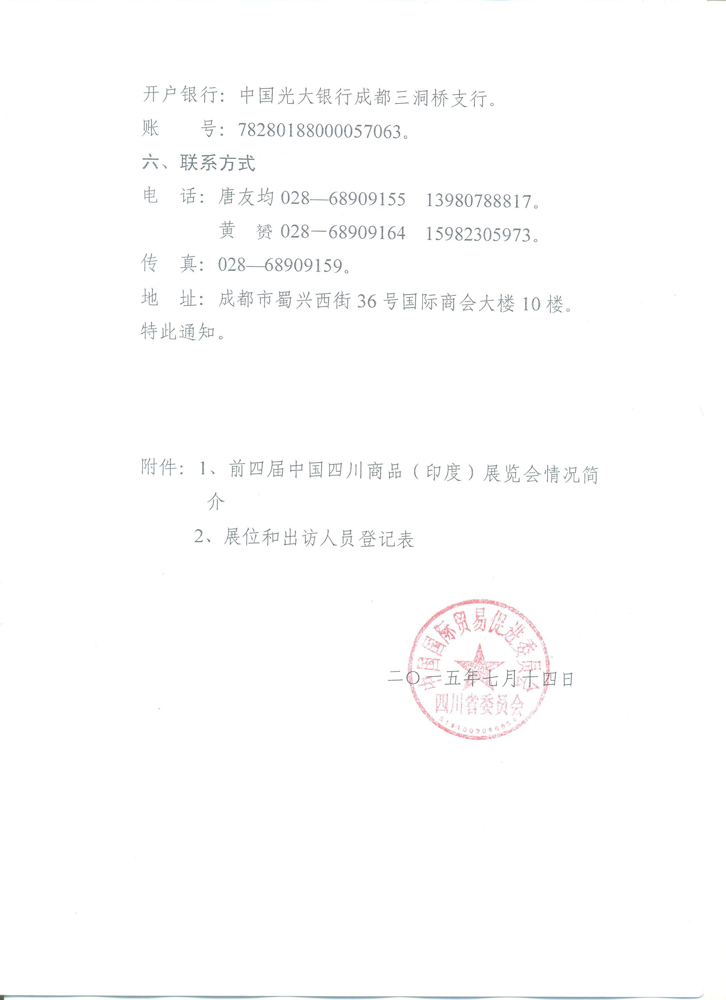 开户银行：中国光大银行成都三洞桥支行。
账　　号：78280188000057063。
六、联系方式
电　话：唐友均 028—68909155　13980788817。
黄　赟 028—68909164　15982305973。
传　真：028—68909159。
地　址：成都市蜀兴西街 36 号国际商会大楼 10 楼。
特此通知。
附件：1、前四届中国四川商品（印度）展览会情况简
介
2、展位和出访人员登记表
中国国际贸易促进委员会
二〇一五年七月十四日
四川省委员会